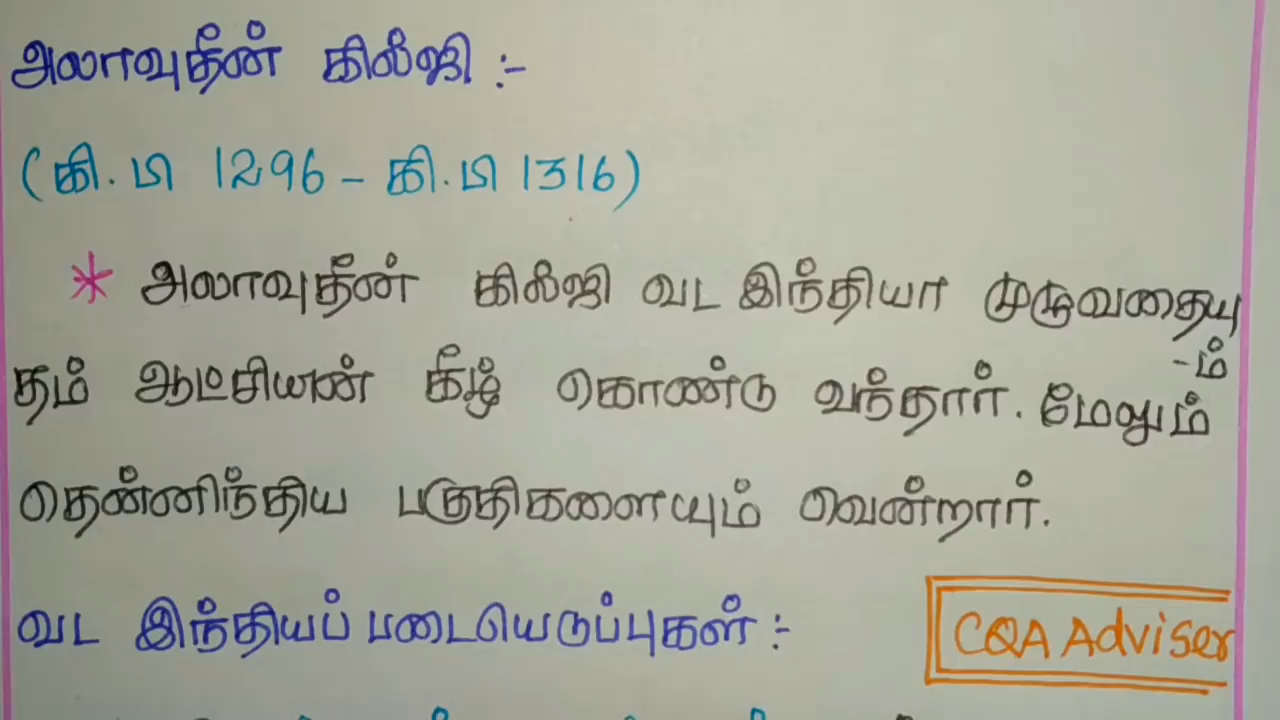 அலாவுதீன் கில்ஜி :-
(கி.பி 1296 - கி.பி 1316)
* அலாவுதீன் கில்ஜி வட இந்தியா முழுவதையு
-ம்
தம் ஆட்சியின் கீழ் கொண்டு வந்தார். மேலும்
தென்னிந்திய பகுதிகளையும் வென்றார்.
வட இந்தியப் படையெடுப்புகள் :-
CQA Adviser